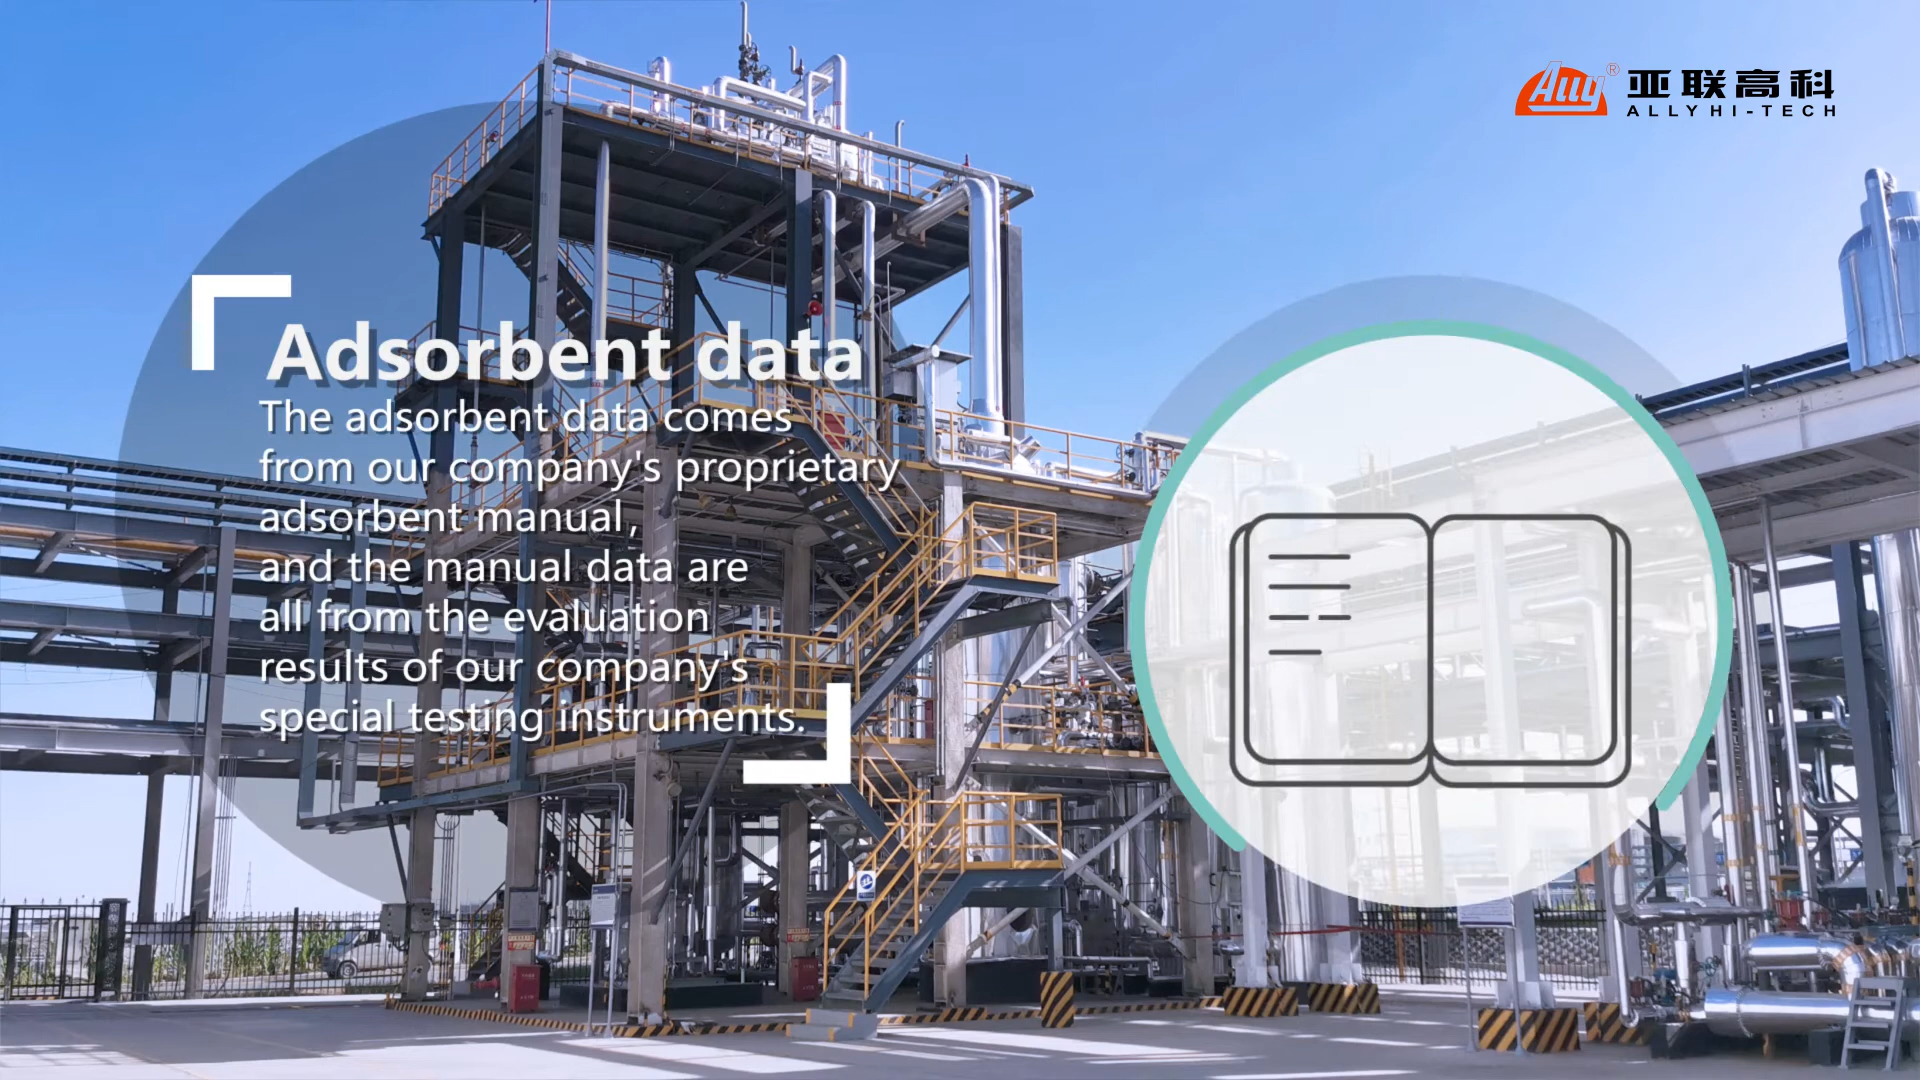 Ally®
亚联高科
ALLY HI-TECH
Adsorbent data
The adsorbent data comes
from our company's proprietary
adsorbent manual,
and the manual data are
all from the evaluation
results of our company's
special testing instruments.